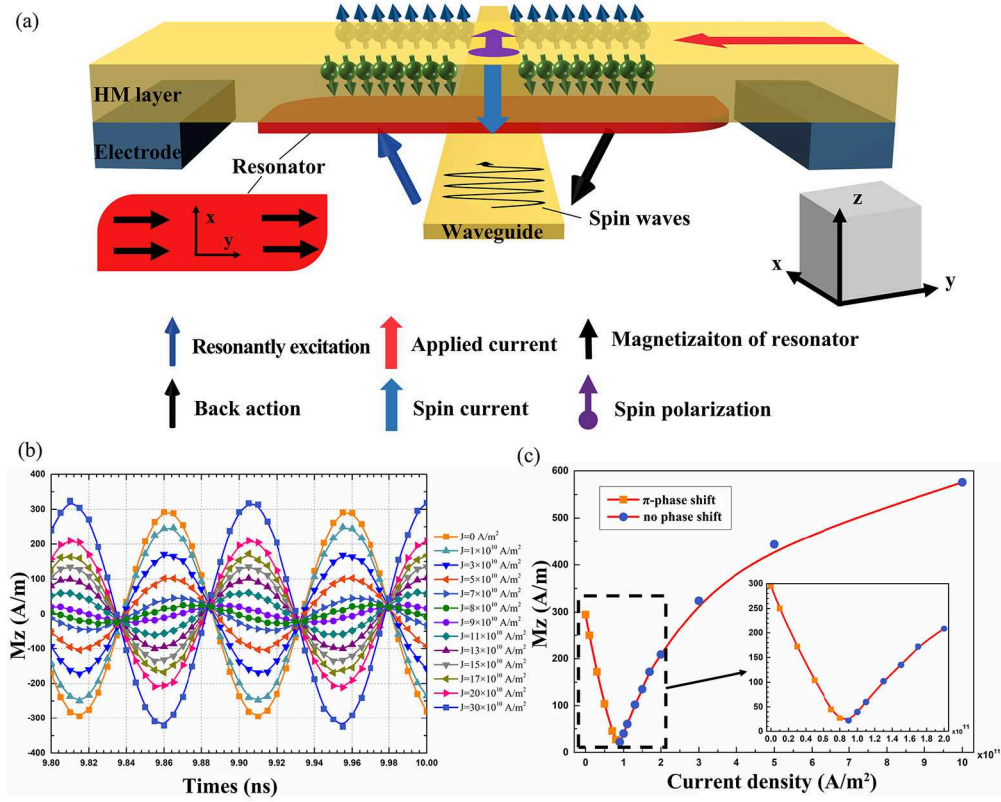 (a)
HM layer
Electrode
Resonator
x
y
Spin waves
Waveguide
z
x
y
Resonantly excitation
Applied current
Magnetizaiton of resonator
Back action
Spin current
Spin polarization
(b)
400
300
200
100
0
-100
-200
-300
-400
Mz (A/m)
9.80 9.82 9.84 9.86 9.88 9.90 9.92 9.94 9.96 9.98 10.00
Times (ns)
J=0 A/m²
J=1×10¹⁰ A/m²
J=3×10¹⁰ A/m²
J=5×10¹⁰ A/m²
J=7×10¹⁰ A/m²
J=8×10¹⁰ A/m²
J=9×10¹⁰ A/m²
J=11×10¹⁰ A/m²
J=13×10¹⁰ A/m²
J=15×10¹⁰ A/m²
J=17×10¹⁰ A/m²
J=20×10¹⁰ A/m²
J=30×10¹⁰ A/m²
(c)
600
500
400
300
200
100
0
Mz (A/m)
π-phase shift
no phase shift
300
250
200
150
100
50
0
0.0 0.2 0.4 0.6 0.8 1.0 1.2 1.4 1.6 1.8 2.0
×10¹¹
0 1 2 3 4 5 6 7 8 9 10
×10¹¹
Current density (A/m²)